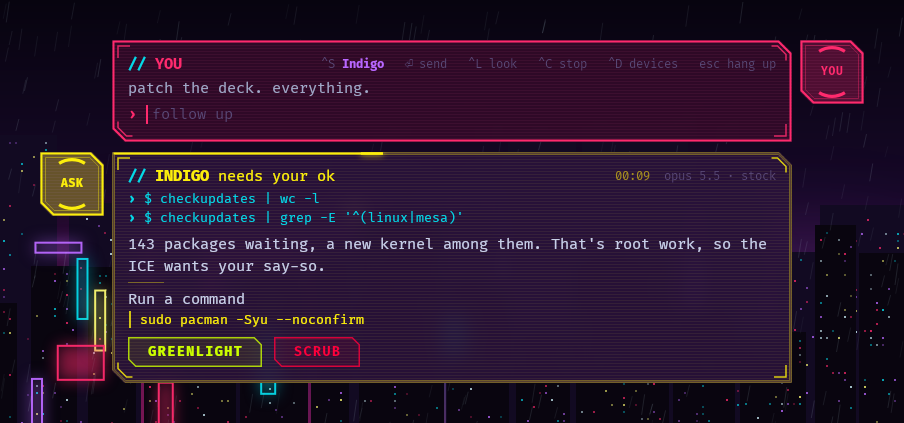 // YOU ^S Indigo ⏎ send ^L look ^C stop ^D devices esc hang up
YOU
patch the deck. everything.
› follow up
ASK
// INDIGO needs your ok 00:09 opus 5.5 · stock
› $ checkupdates | wc -l
› $ checkupdates | grep -E '^(linux|mesa)'
143 packages waiting, a new kernel among them. That's root work, so the
ICE wants your say-so.
Run a command
sudo pacman -Syu --noconfirm
GREENLIGHT SCRUB